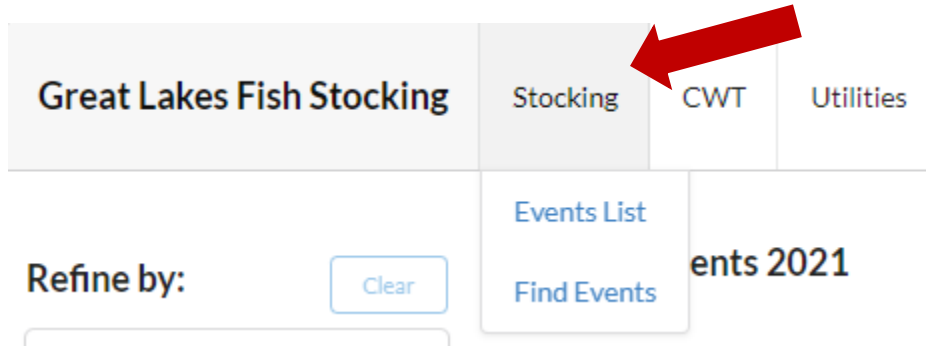 Great Lakes Fish Stocking Stocking CWT Utilities
Events List
Refine by: Clear ents 2021
Find Events